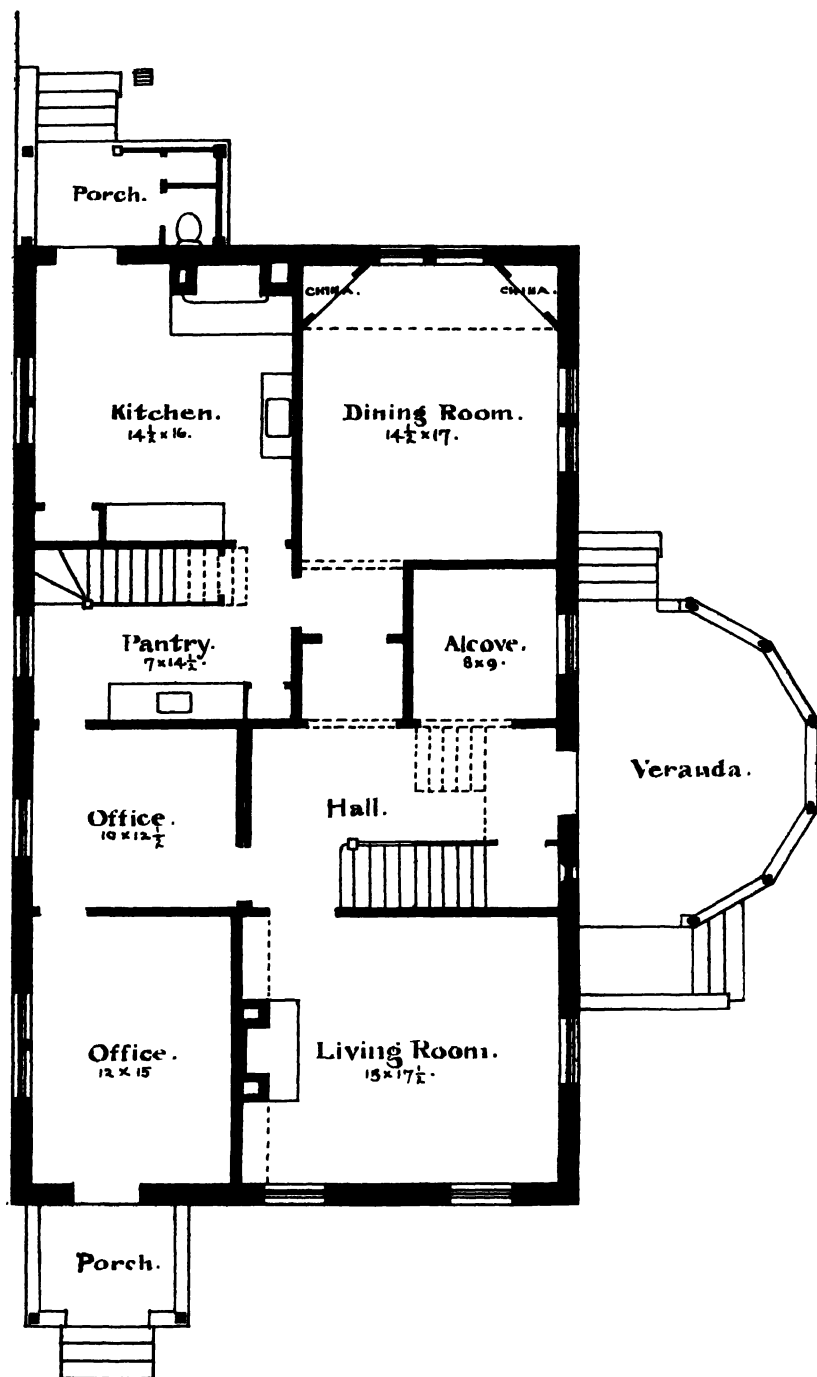 Porch.
CHINA.
CHINA.
Kitchen.
14½ × 16.
Dining Room.
14½ × 17.
Pantry.
7 × 14½.
Alcove.
8 × 9.
Veranda.
Hall.
Office.
10 × 12½
Office.
12 × 15
Living Room.
15 × 17½.
Porch.